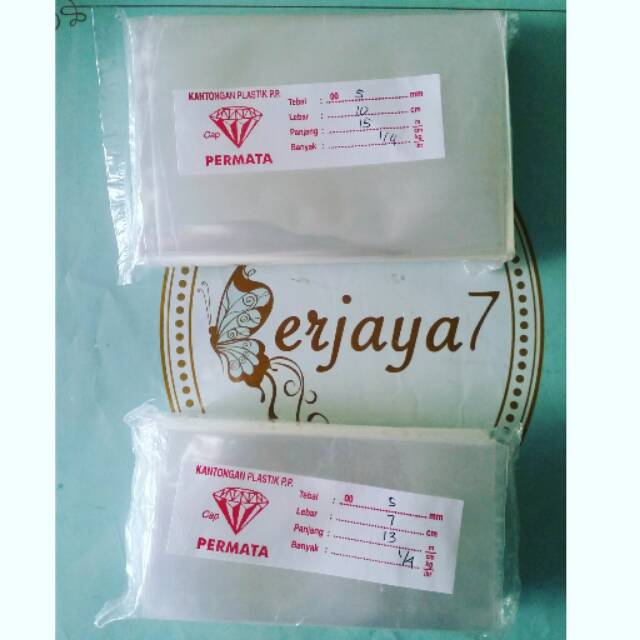 KANTONGAN PLASTIK P.P.
Cap
PERMATA
Tebal : 00 5 mm
Lebar : 10 cm
Panjang : 15
Banyak : 1/4
erjaya7
KANTONGAN PLASTIK P.P.
Cap
PERMATA
Tebal : 00 5 mm
Lebar : 7 cm
Panjang : 13
Banyak : 1/4